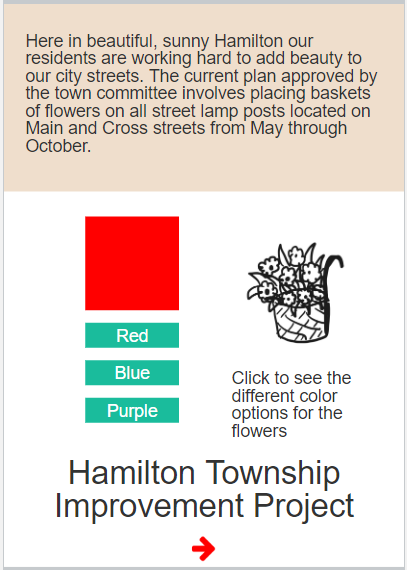 Here in beautiful, sunny Hamilton our
residents are working hard to add beauty to
our city streets. The current plan approved by
the town committee involves placing baskets
of flowers on all street lamp posts located on
Main and Cross streets from May through
October.
Red
Blue
Purple
Click to see the
different color
options for the
flowers
Hamilton Township
Improvement Project